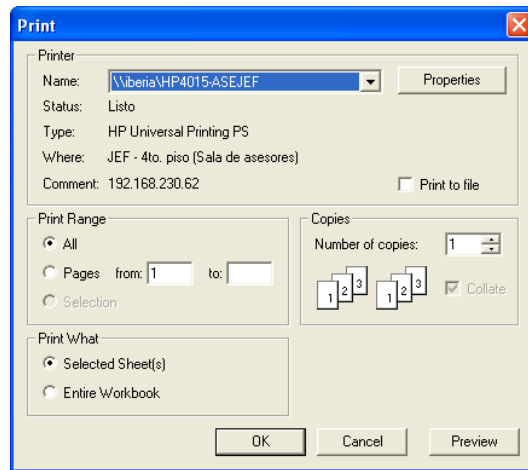 Print
Printer
Name: \\iberia\HP4015-ASEJEF Properties
Status: Listo
Type: HP Universal Printing PS
Where: JEF - 4to. piso (Sala de asesores)
Comment: 192.168.230.62 Print to file
Print Range
All
Pages from: 1 to:
Selection
Copies
Number of copies: 1
1 2 3 1 2 3 Collate
Print What
Selected Sheet(s)
Entire Workbook
OK Cancel Preview